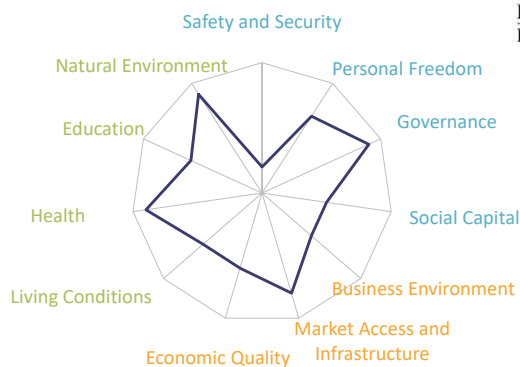 Safety and Security
Natural Environment
Personal Freedom
Education
Governance
Health
Social Capital
Living Conditions
Business Environment
Market Access and
Infrastructure
Economic Quality